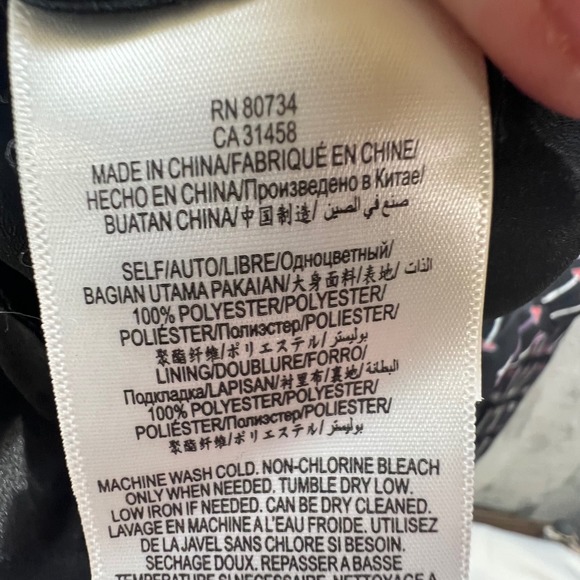 RN 80734
CA 31458
MADE IN CHINA/FABRIQUÉ EN CHINE/
HECHO EN CHINA/Произведено в Китае/
BUATAN CHINA/中国制造/ صنع في الصين
SELF/AUTO/LIBRE/Одноцветный/
BAGIAN UTAMA PAKAIAN/大身面料/表地/ الذات
100% POLYESTER/POLYESTER/
POLIÉSTER/Полиэстер/POLIESTER/
聚酯纤维/ポリエステル/ بوليستر
LINING/DOUBLURE/FORRO/
Подкладка/LAPISAN/衬里布/裏地/ البطانة
100% POLYESTER/POLYESTER/
POLIÉSTER/Полиэстер/POLIESTER/
聚酯纤维/ポリエステル/ بوليستر
MACHINE WASH COLD. NON-CHLORINE BLEACH
ONLY WHEN NEEDED. TUMBLE DRY LOW.
LOW IRON IF NEEDED. CAN BE DRY CLEANED.
LAVAGE EN MACHINE A L'EAU FROIDE. UTILISEZ
DE LA JAVEL SANS CHLORE SI BESOIN.
SECHAGE DOUX. REPASSER A BASSE
TEMPERATURE SI NECESSAIRE. NETTOYAGE A